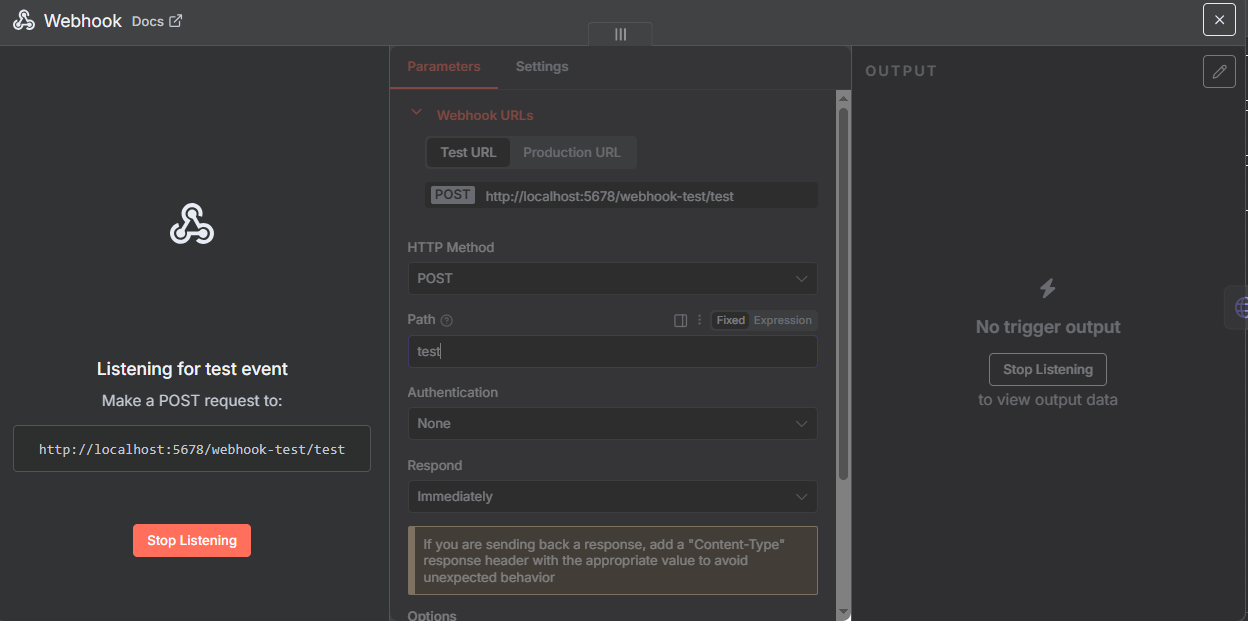 Webhook Docs
Listening for test event
Make a POST request to:
http://localhost:5678/webhook-test/test
Stop Listening
Parameters Settings
Webhook URLs
Test URL Production URL
POST http://localhost:5678/webhook-test/test
HTTP Method
POST
Path Fixed Expression
test
Authentication
None
Respond
Immediately
If you are sending back a response, add a "Content-Type"
response header with the appropriate value to avoid
unexpected behavior
Options
OUTPUT
No trigger output
Stop Listening
to view output data